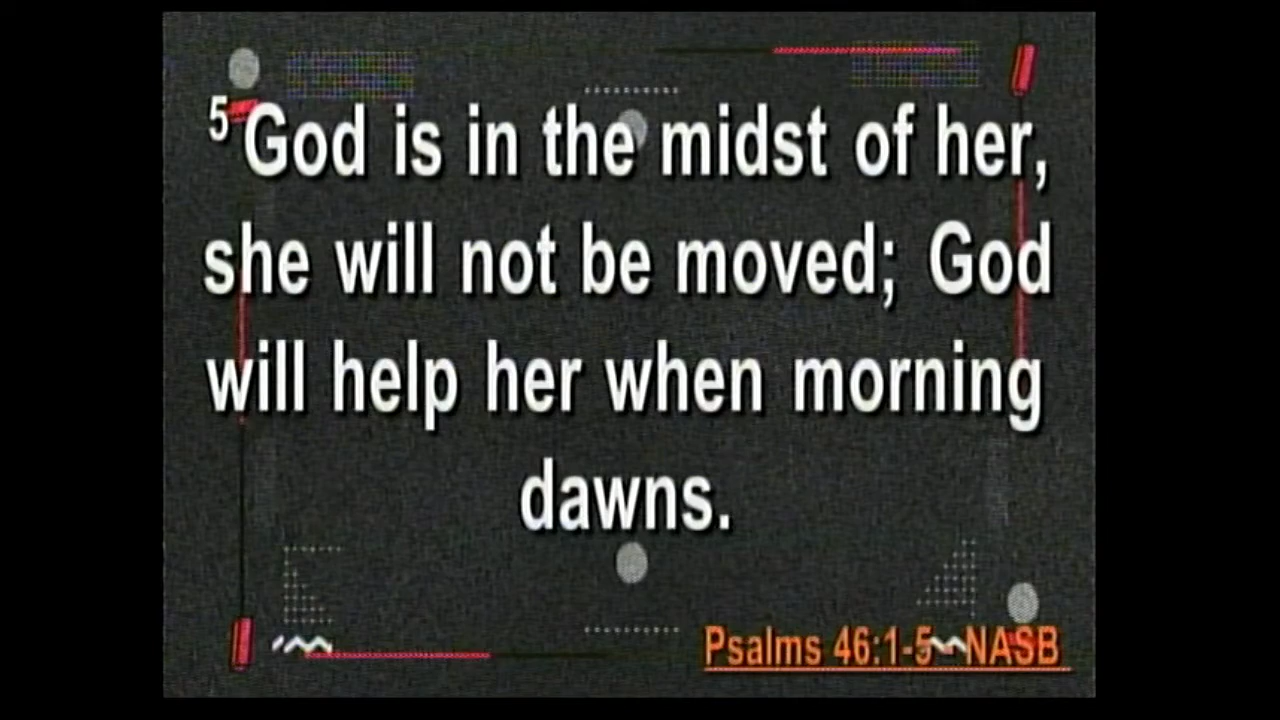 5 God is in the midst of her,
she will not be moved; God
will help her when morning
dawns.
Psalms 46:1-5 - NASB